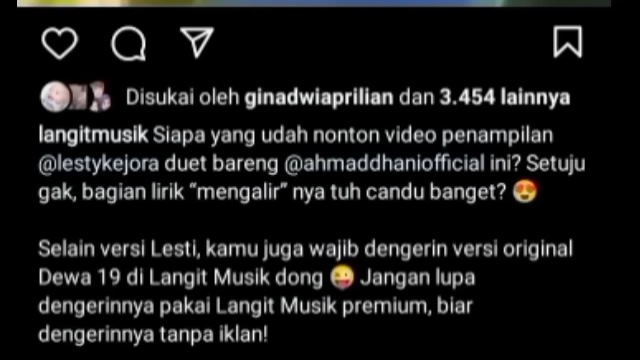 Disukai oleh ginadwiaprilian dan 3.454 lainnya
langitmusik Siapa yang udah nonton video penampilan
@lestykejora duet bareng @ahmaddhaniofficial ini? Setuju
gak, bagian lirik “mengalir” nya tuh candu banget? 😍
Selain versi Lesti, kamu juga wajib dengerin versi original
Dewa 19 di Langit Musik dong 😜 Jangan lupa
dengerinnya pakai Langit Musik premium, biar
dengerinnya tanpa iklan!